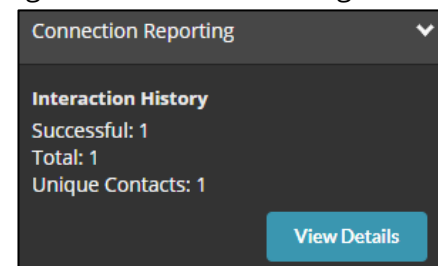 Connection Reporting
Interaction History
Successful: 1
Total: 1
Unique Contacts: 1
View Details